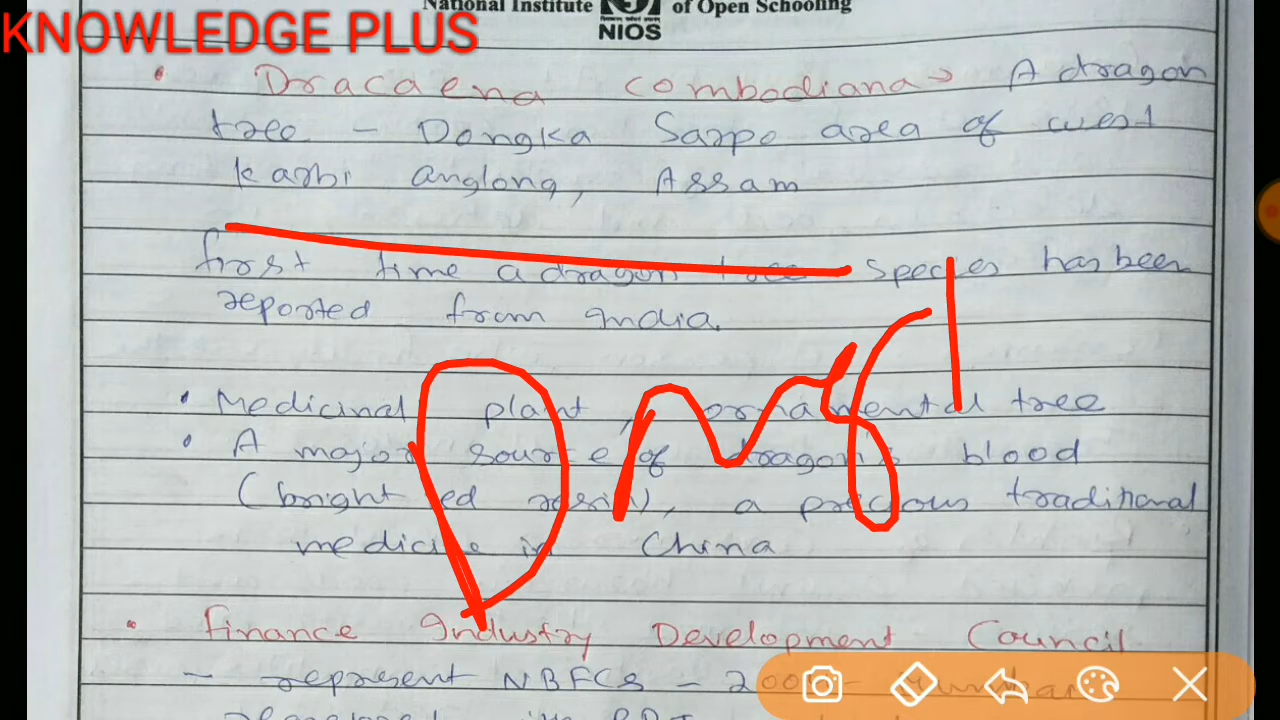 National Institute of Open Schooling
NIOS
KNOWLEDGE PLUS
• Dracaena combodiana → A dragon
tree - Dongka Sarpo area of west
Karbi anglong, Assam
first time a dragon tree species has been
reported from India.
• Medicinal plant, ornamental tree
• A major source of dragon's blood
(bright red resin), a precious traditional
medicine in China
• Finance Industry Development Council
- represent NBFCs -